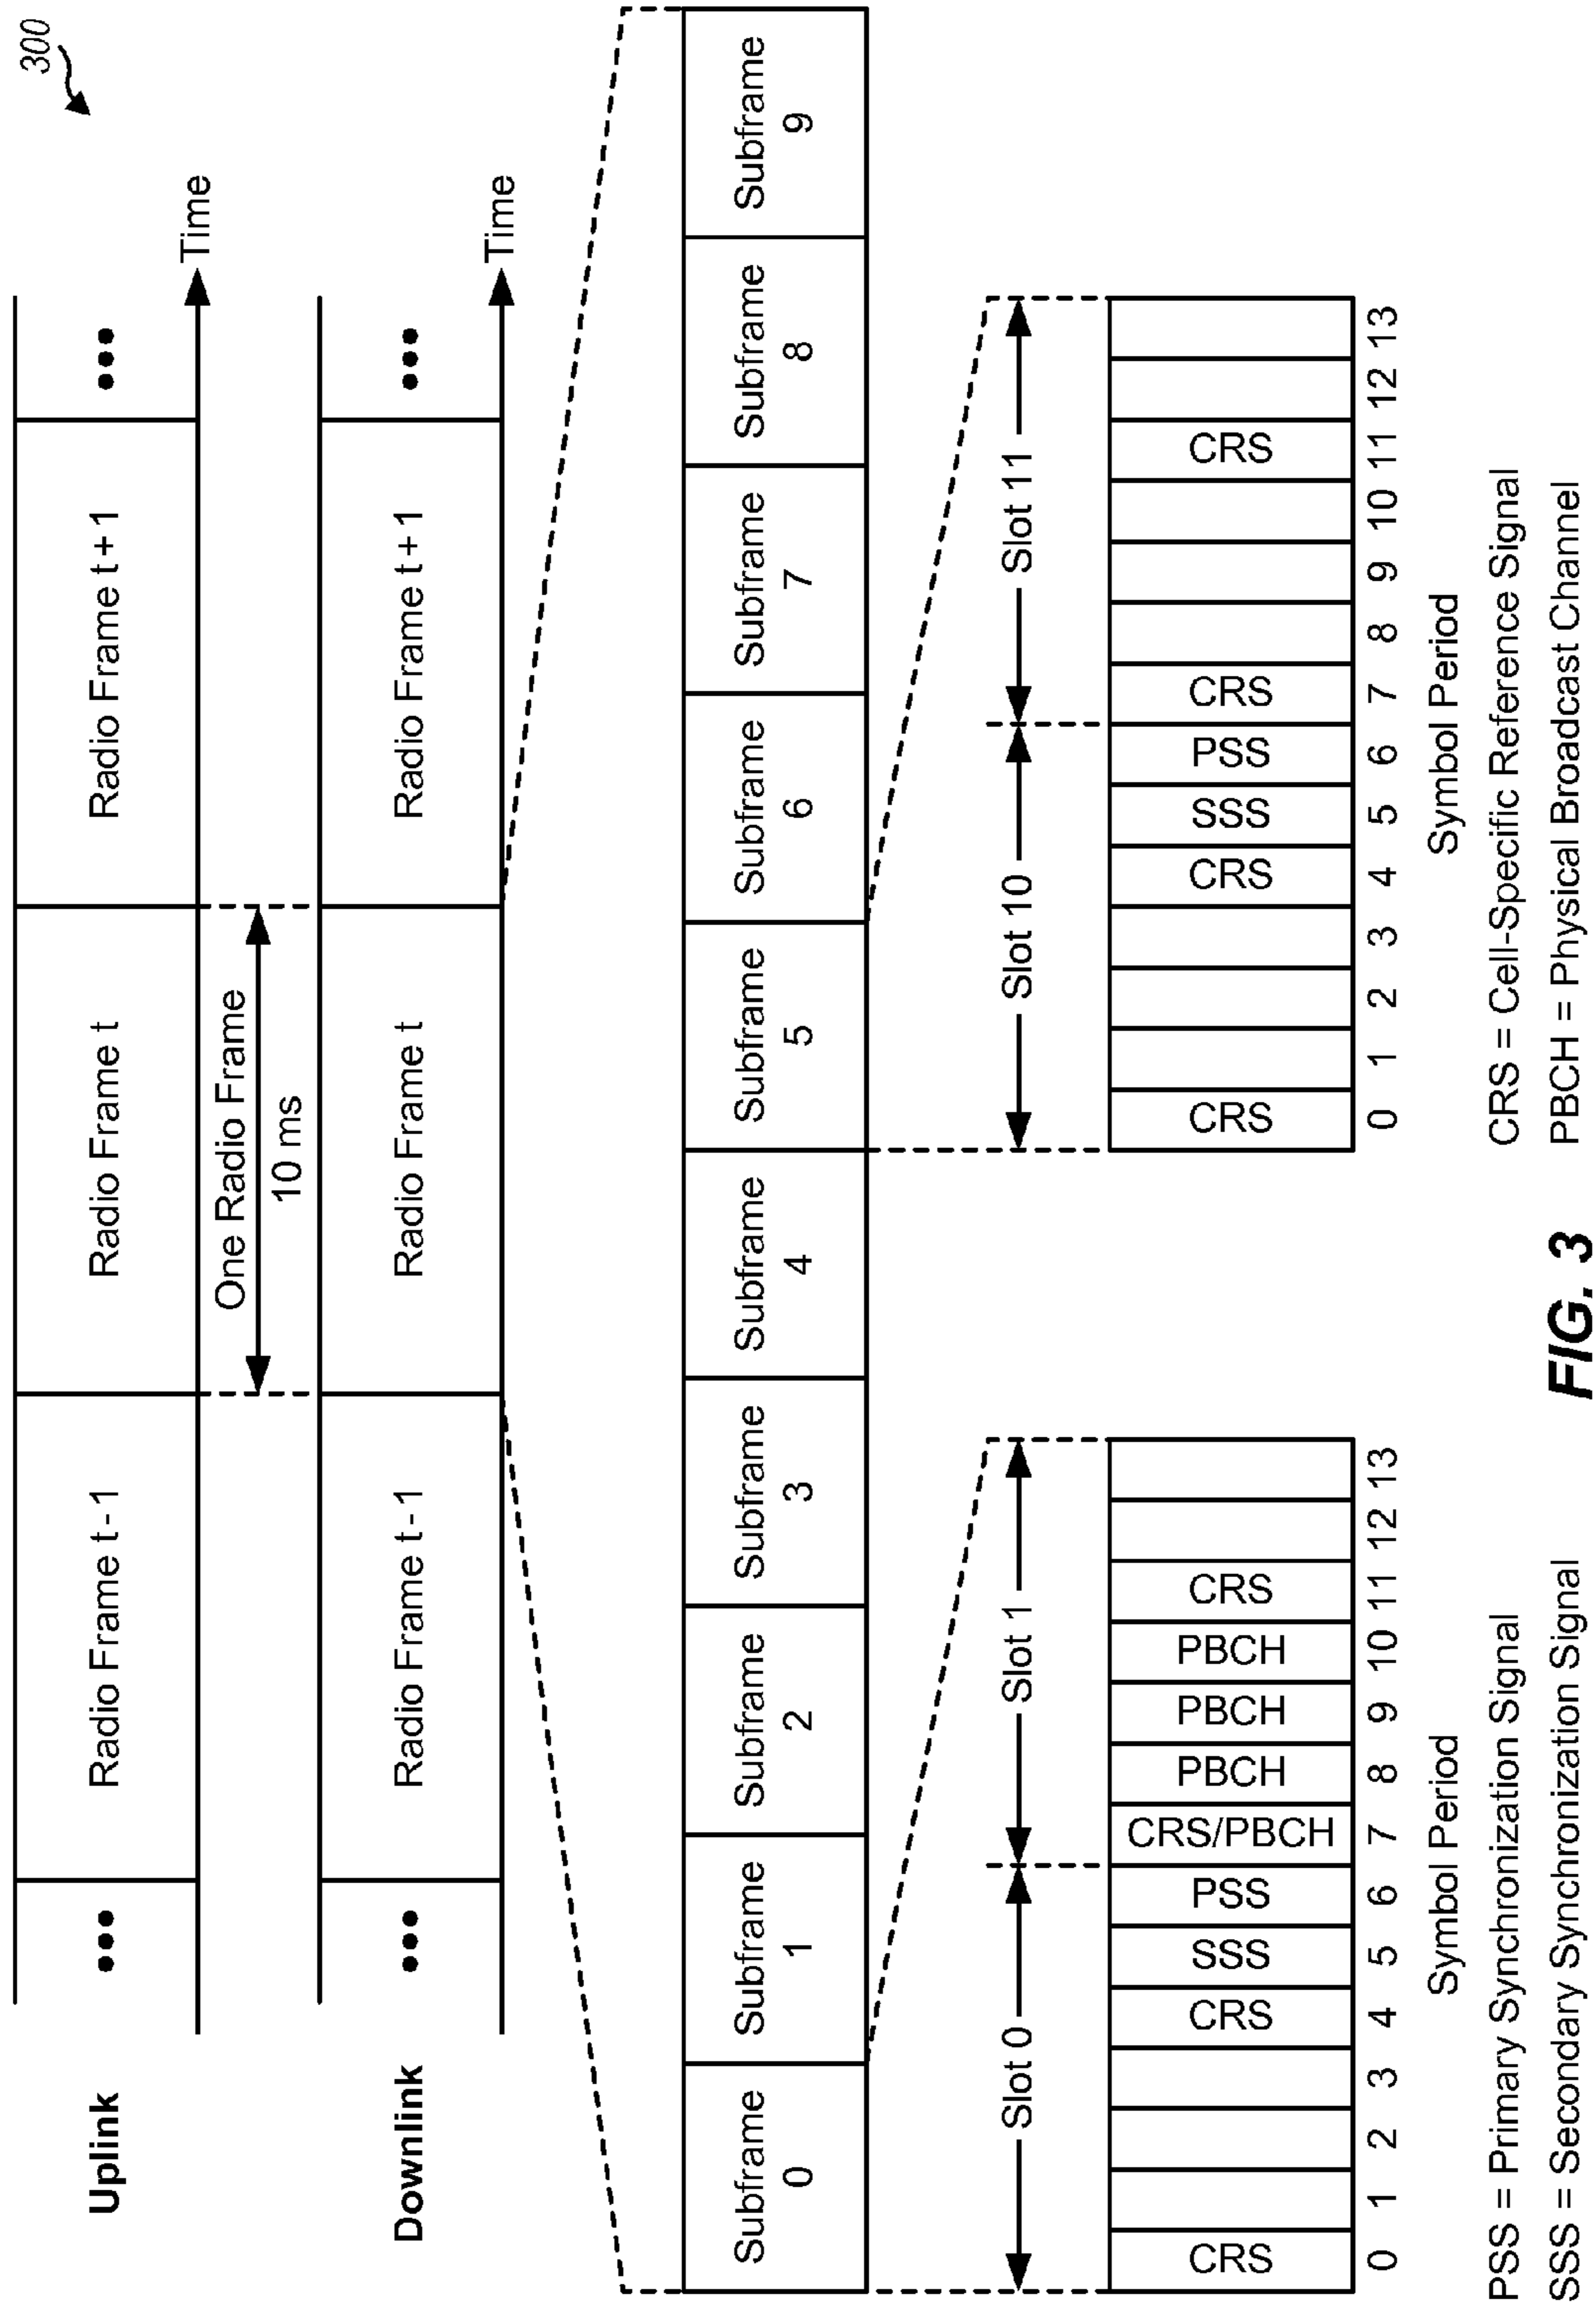 300
Uplink
•••
Radio Frame t-1
Radio Frame t
Radio Frame t+1
•••
Time
One Radio Frame
10 ms
Downlink
•••
Radio Frame t-1
Radio Frame t
Radio Frame t+1
•••
Time
Subframe
0
Subframe
1
Subframe
2
Subframe
3
Subframe
4
Subframe
5
Subframe
6
Subframe
7
Subframe
8
Subframe
9
Slot 0
Slot 1
CRS
CRS
SSS
PSS
CRS/PBCH
PBCH
PBCH
PBCH
CRS
0 1 2 3 4 5 6 7 8 9 10 11 12 13
Symbol Period
Slot 10
Slot 11
CRS
CRS
SSS
PSS
CRS
CRS
0 1 2 3 4 5 6 7 8 9 10 11 12 13
Symbol Period
PSS = Primary Synchronization Signal
SSS = Secondary Synchronization Signal
CRS = Cell-Specific Reference Signal
PBCH = Physical Broadcast Channel
FIG. 3